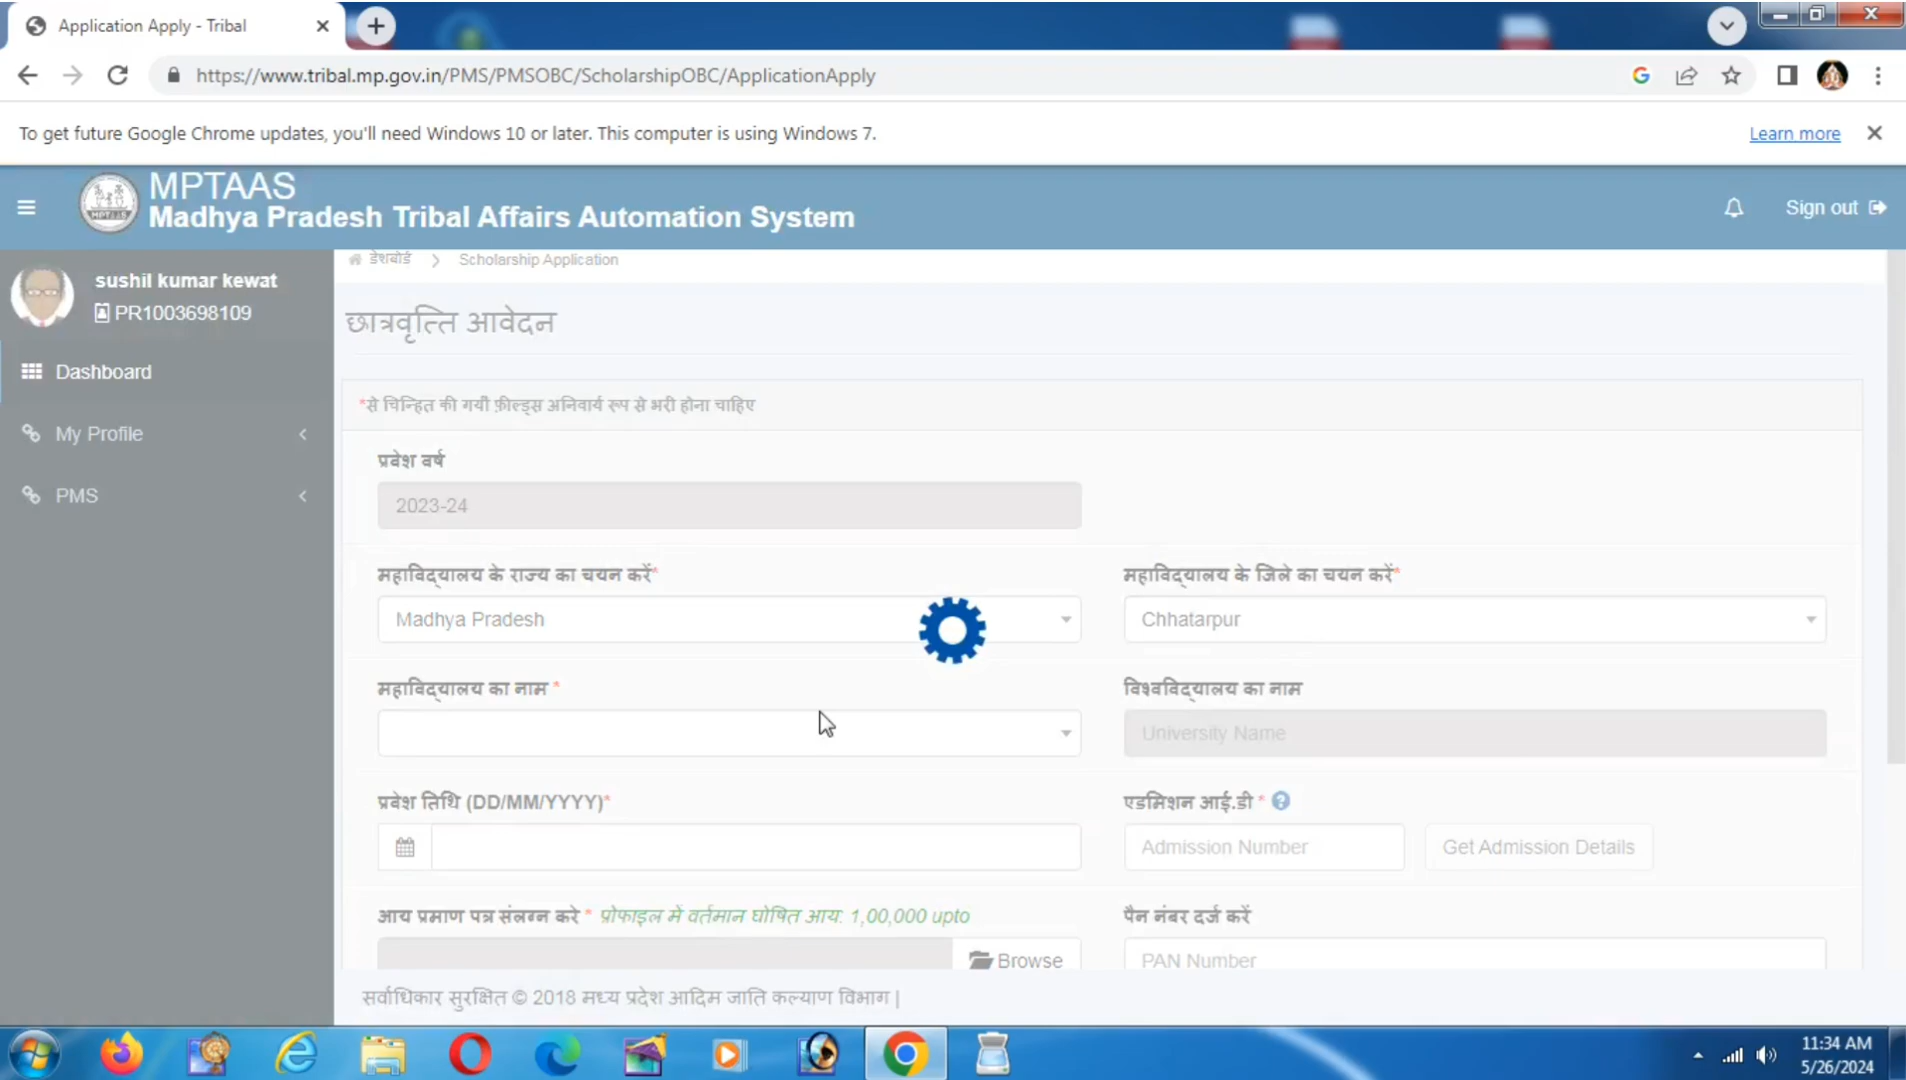 Application Apply - Tribal
https://www.tribal.mp.gov.in/PMS/PMSOBC/ScholarshipOBC/ApplicationApply
To get future Google Chrome updates, you'll need Windows 10 or later. This computer is using Windows 7.
Learn more
MPTAAS
Madhya Pradesh Tribal Affairs Automation System
Sign out
sushil kumar kewat
PR1003698109
Dashboard
My Profile
PMS
डैशबोर्ड
Scholarship Application
छात्रवृत्ति आवेदन
*से चिन्हित की गयी फ़ील्ड्स अनिवार्य रूप से भरी होना चाहिए
प्रवेश वर्ष
2023-24
महाविद्यालय के राज्य का चयन करें*
महाविद्यालय के जिले का चयन करें*
Madhya Pradesh
Chhatarpur
महाविद्यालय का नाम *
विश्वविद्यालय का नाम
University Name
प्रवेश तिथि (DD/MM/YYYY)*
एडमिशन आई.डी *
Admission Number
Get Admission Details
आय प्रमाण पत्र संलग्न करे * प्रोफाइल में वर्तमान घोषित आय: 1,00,000 upto
पैन नंबर दर्ज करें
Browse
PAN Number
सर्वाधिकार सुरक्षित © 2018 मध्य प्रदेश आदिम जाति कल्याण विभाग |
11:34 AM
5/26/2024